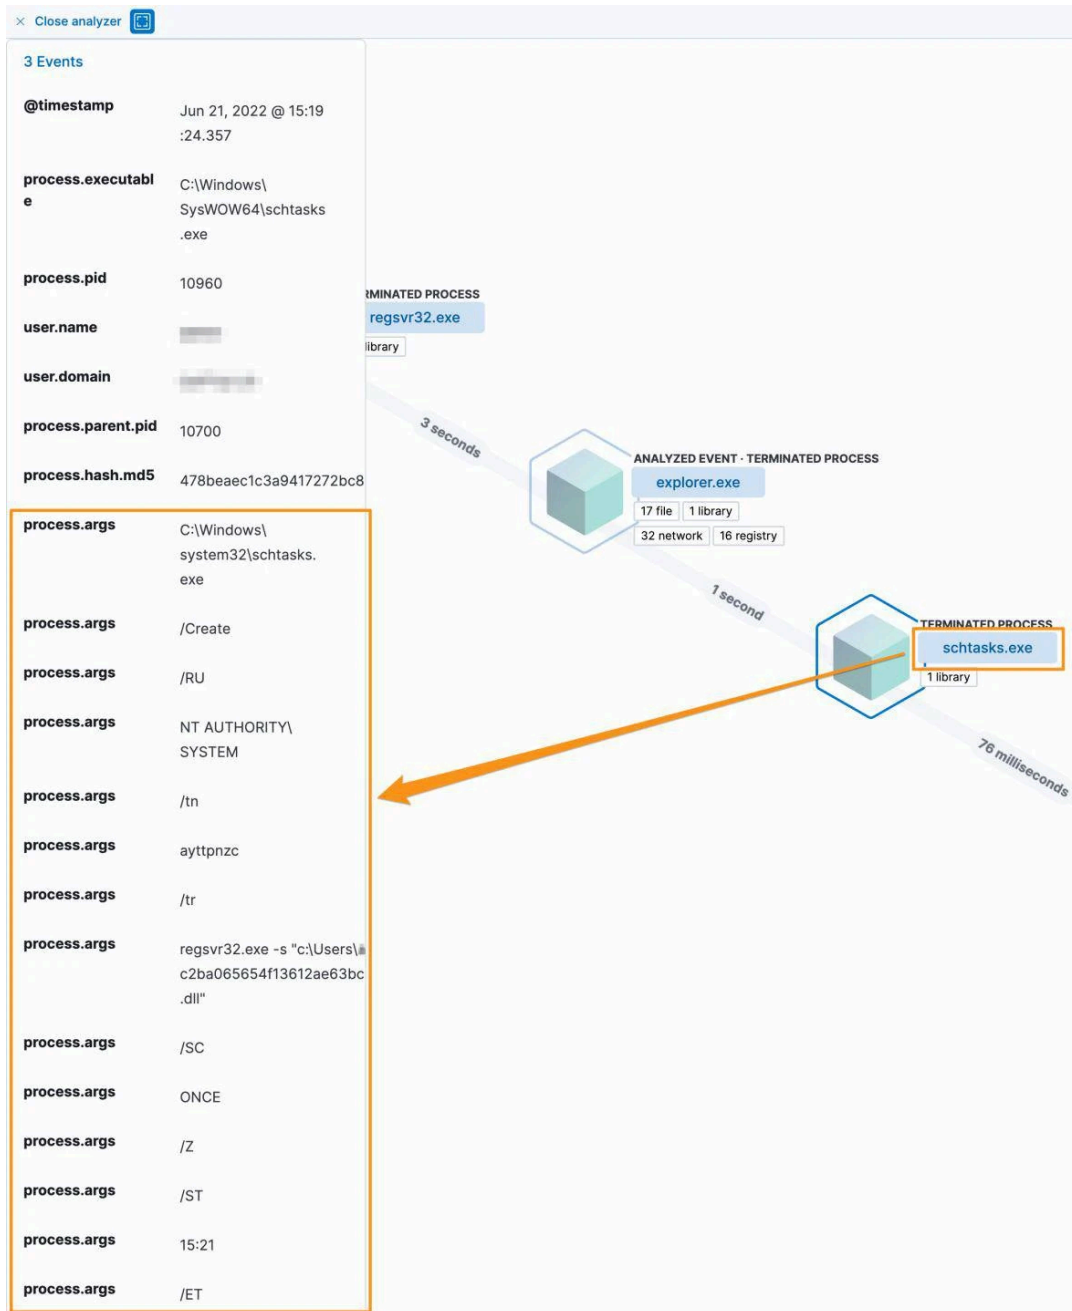 Close analyzer
3 Events
@timestamp
Jun 21, 2022 @ 15:19
:24.357
process.executabl
e
C:\Windows\
SysWOW64\schtasks
.exe
process.pid
10960
user.name
user.domain
process.parent.pid
10700
process.hash.md5
478beaec1c3a9417272bc8
process.args
C:\Windows\
system32\schtasks.
exe
process.args
/Create
process.args
/RU
process.args
NT AUTHORITY\
SYSTEM
process.args
/tn
process.args
ayttpnzc
process.args
/tr
process.args
regsvr32.exe -s "c:\Users\
c2ba065654f13612ae63bc
.dll"
process.args
/SC
process.args
ONCE
process.args
/Z
process.args
/ST
process.args
15:21
process.args
/ET
RMINATED PROCESS
regsvr32.exe
library
3 seconds
ANALYZED EVENT · TERMINATED PROCESS
explorer.exe
17 file
1 library
32 network
16 registry
1 second
TERMINATED PROCESS
schtasks.exe
1 library
76 milliseconds